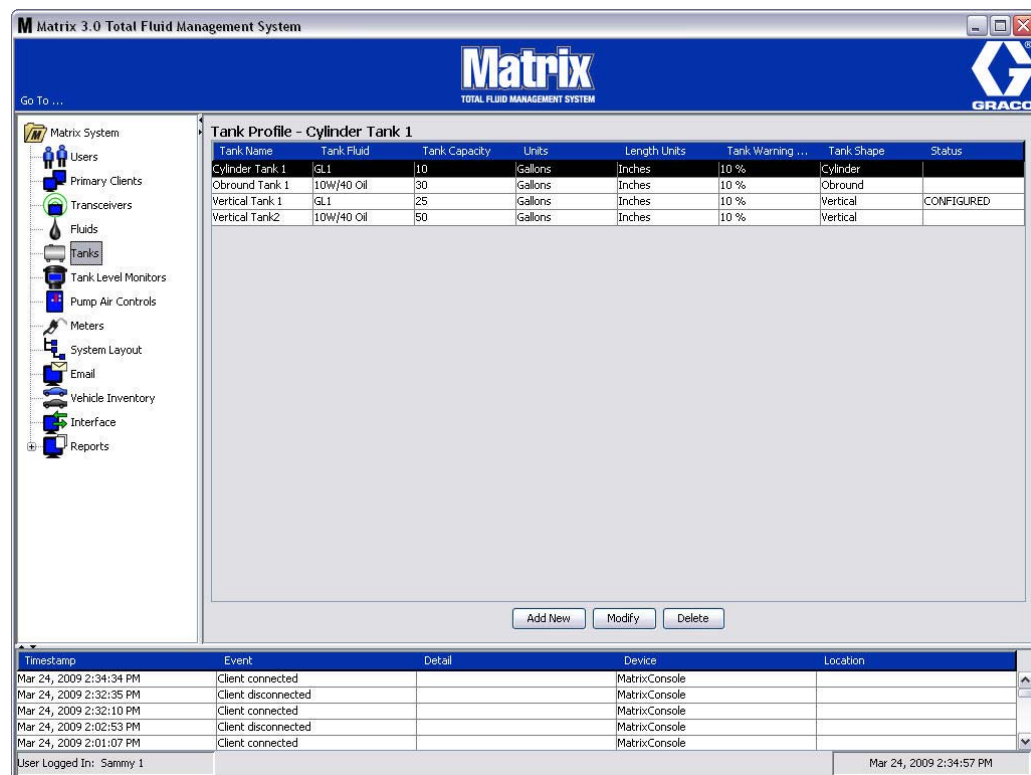 M Matrix 3.0 Total Fluid Management System
Matrix
TOTAL FLUID MANAGEMENT SYSTEM
GRACO
Go To ...
Matrix System
Users
Primary Clients
Transceivers
Fluids
Tanks
Tank Level Monitors
Pump Air Controls
Meters
System Layout
Email
Vehicle Inventory
Interface
Reports
Tank Profile - Cylinder Tank 1
Tank Name Tank Fluid Tank Capacity Units Length Units Tank Warning ... Tank Shape Status
Cylinder Tank 1 GL1 10 Gallons Inches 10 % Cylinder
Obround Tank 1 10W/40 Oil 30 Gallons Inches 10 % Obround
Vertical Tank 1 GL1 25 Gallons Inches 10 % Vertical CONFIGURED
Vertical Tank2 10W/40 Oil 50 Gallons Inches 10 % Vertical
Add New Modify Delete
Timestamp Event Detail Device Location
Mar 24, 2009 2:34:34 PM Client connected MatrixConsole
Mar 24, 2009 2:32:35 PM Client disconnected MatrixConsole
Mar 24, 2009 2:32:10 PM Client connected MatrixConsole
Mar 24, 2009 2:02:53 PM Client disconnected MatrixConsole
Mar 24, 2009 2:01:07 PM Client connected MatrixConsole
User Logged In: Sammy 1 Mar 24, 2009 2:34:57 PM